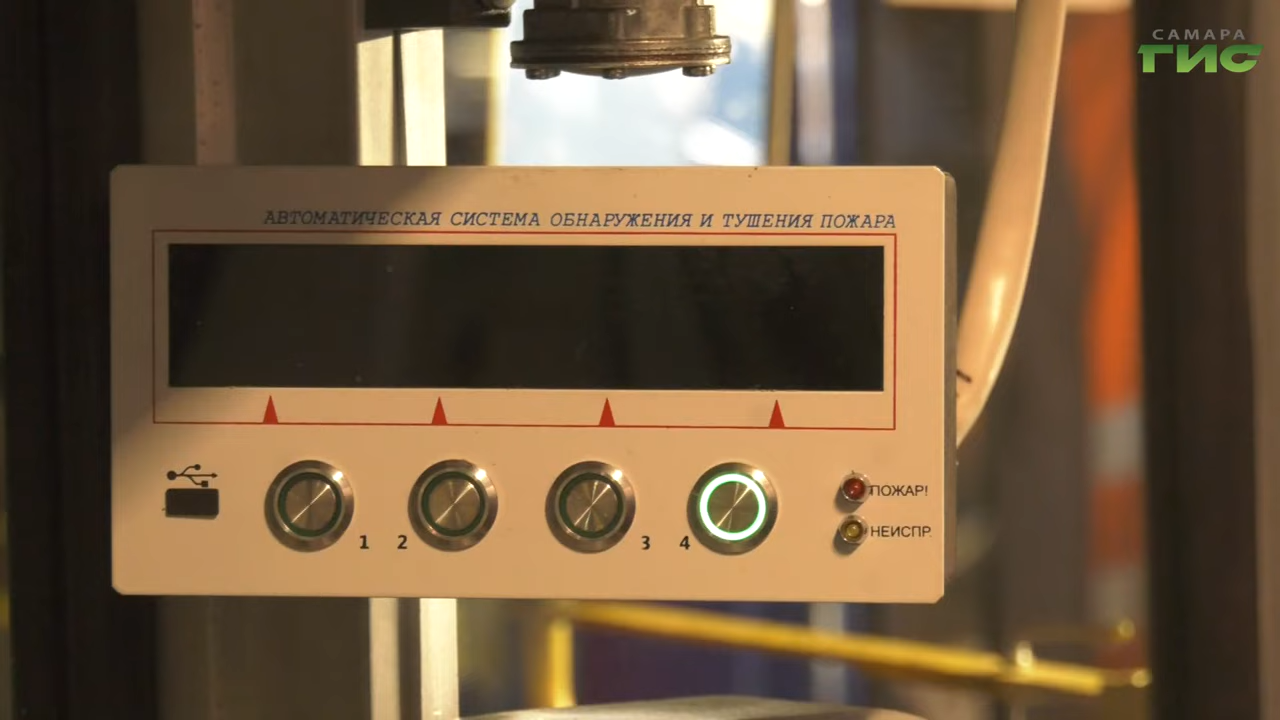 САМАРА
ГИС
АВТОМАТИЧЕСКАЯ СИСТЕМА ОБНАРУЖЕНИЯ И ТУШЕНИЯ ПОЖАРА
ПОЖАР!
НЕИСПР.
1 2 3 4